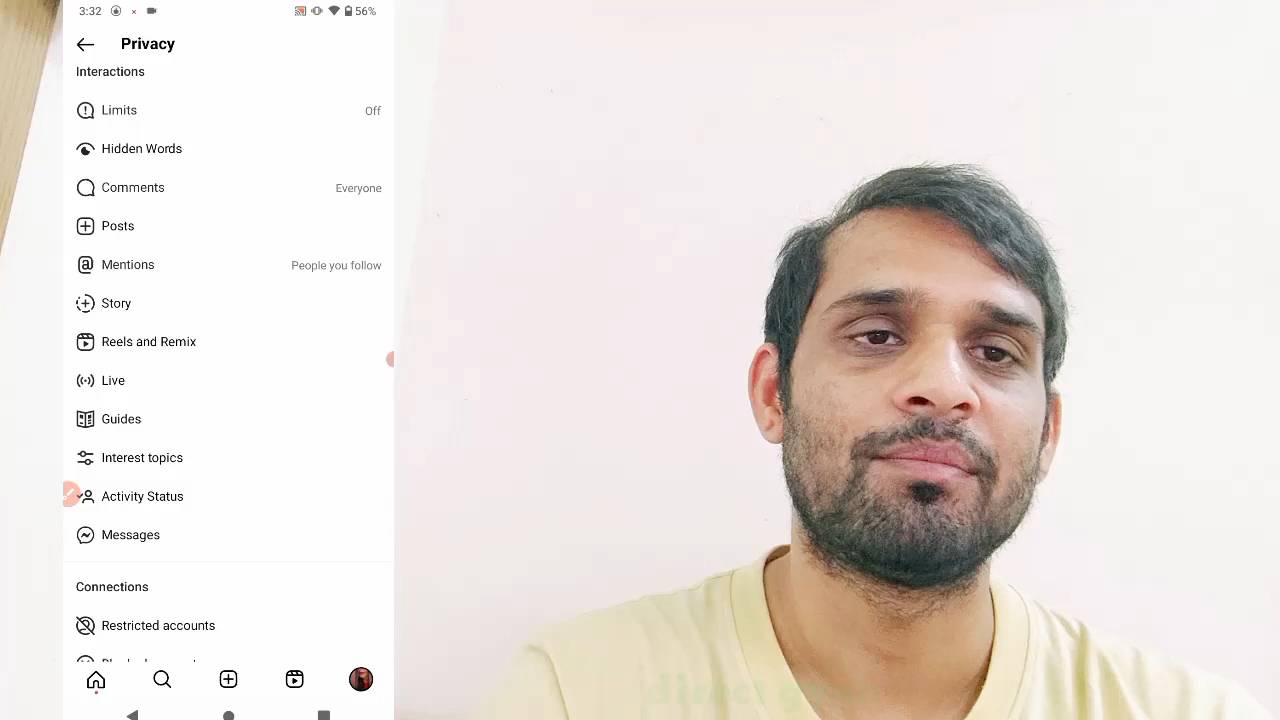 3:32
56%
Privacy
Interactions
Limits Off
Hidden Words
Comments Everyone
Posts
Mentions People you follow
Story
Reels and Remix
Live
Guides
Interest topics
Activity Status
Messages
Connections
Restricted accounts
direct